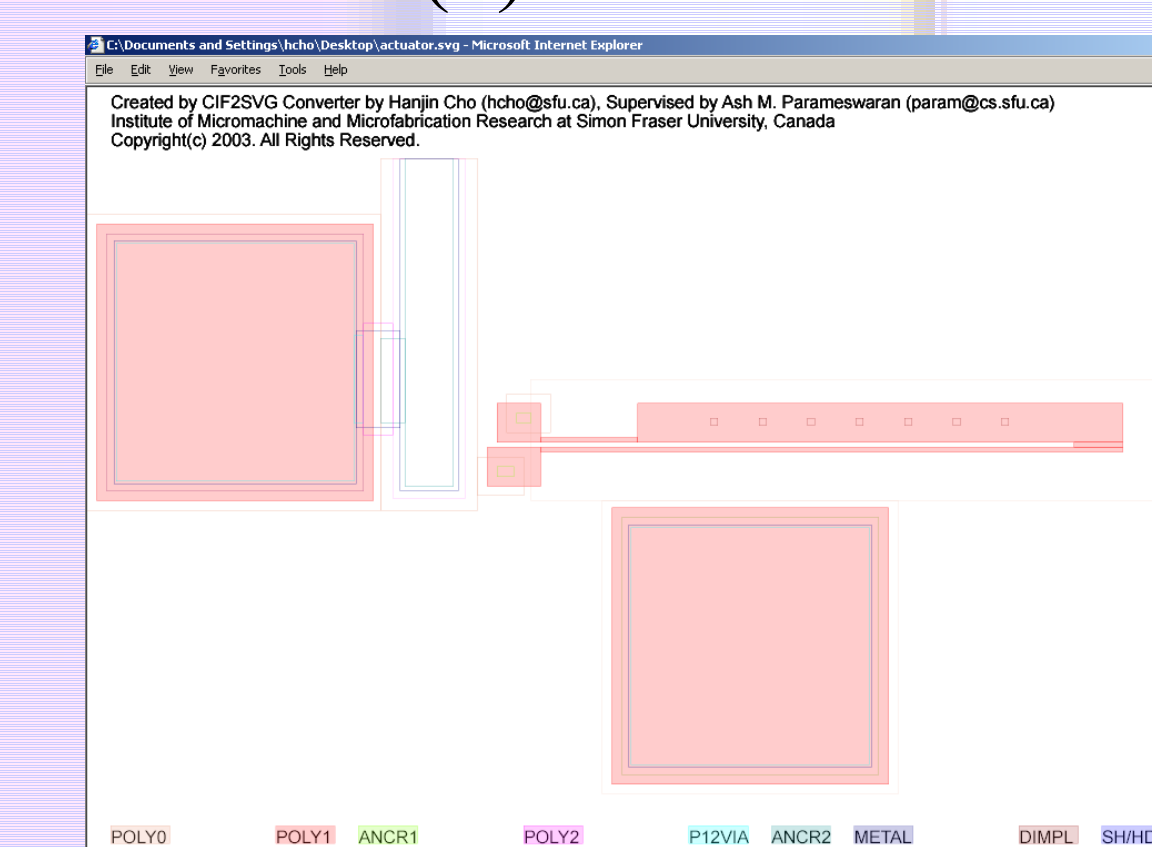 C:\Documents and Settings\hcho\Desktop\actuator.svg - Microsoft Internet Explorer
File Edit View Favorites Tools Help
Created by CIF2SVG Converter by Hanjin Cho (hcho@sfu.ca), Supervised by Ash M. Parameswaran (param@cs.sfu.ca)
Institute of Micromachine and Microfabrication Research at Simon Fraser University, Canada
Copyright(c) 2003. All Rights Reserved.
POLY0 POLY1 ANCR1 POLY2 P12VIA ANCR2 METAL DIMPL SH/HD